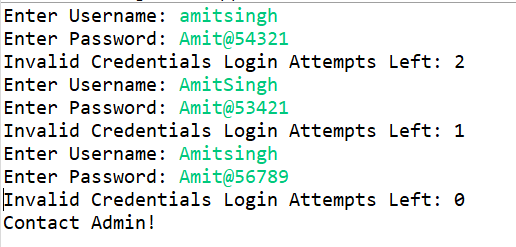 Enter Username: amitsingh
Enter Password: Amit@54321
Invalid Credentials Login Attempts Left: 2
Enter Username: AmitSingh
Enter Password: Amit@53421
Invalid Credentials Login Attempts Left: 1
Enter Username: Amitsingh
Enter Password: Amit@56789
Invalid Credentials Login Attempts Left: 0
Contact Admin!